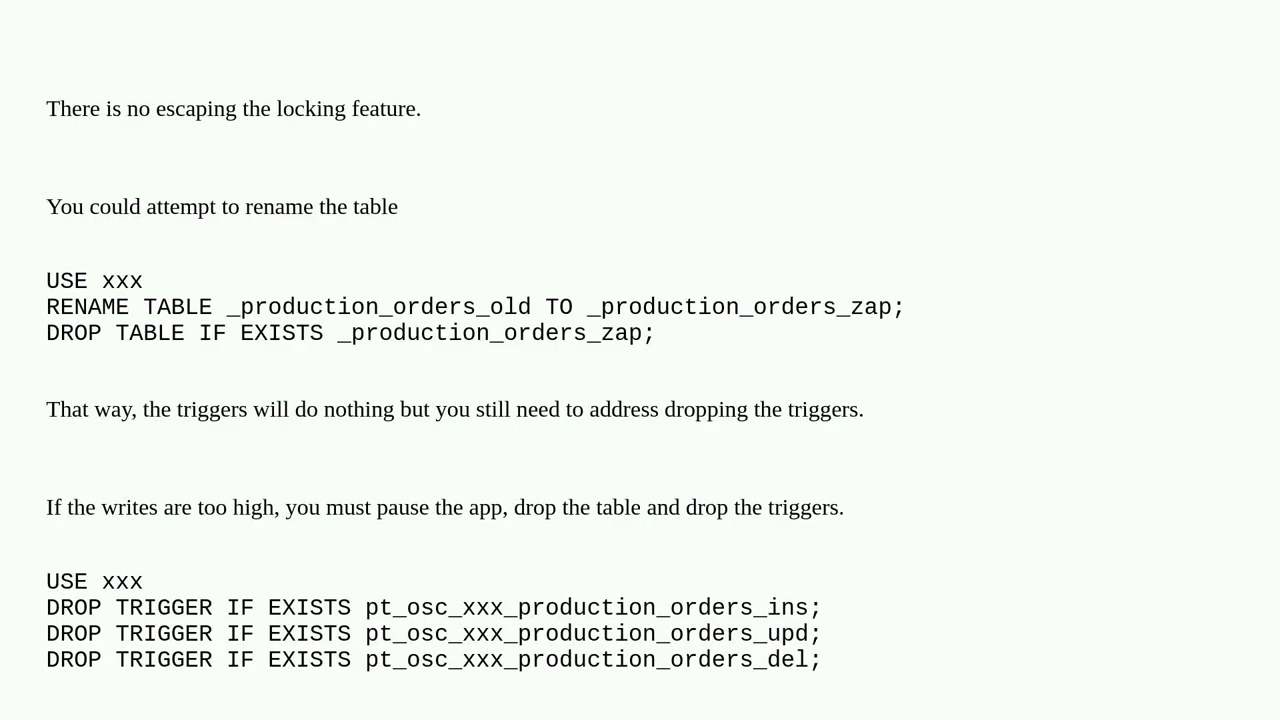 There is no escaping the locking feature.
You could attempt to rename the table
USE xxx
RENAME TABLE _production_orders_old TO _production_orders_zap;
DROP TABLE IF EXISTS _production_orders_zap;
That way, the triggers will do nothing but you still need to address dropping the triggers.
If the writes are too high, you must pause the app, drop the table and drop the triggers.
USE xxx
DROP TRIGGER IF EXISTS pt_osc_xxx_production_orders_ins;
DROP TRIGGER IF EXISTS pt_osc_xxx_production_orders_upd;
DROP TRIGGER IF EXISTS pt_osc_xxx_production_orders_del;